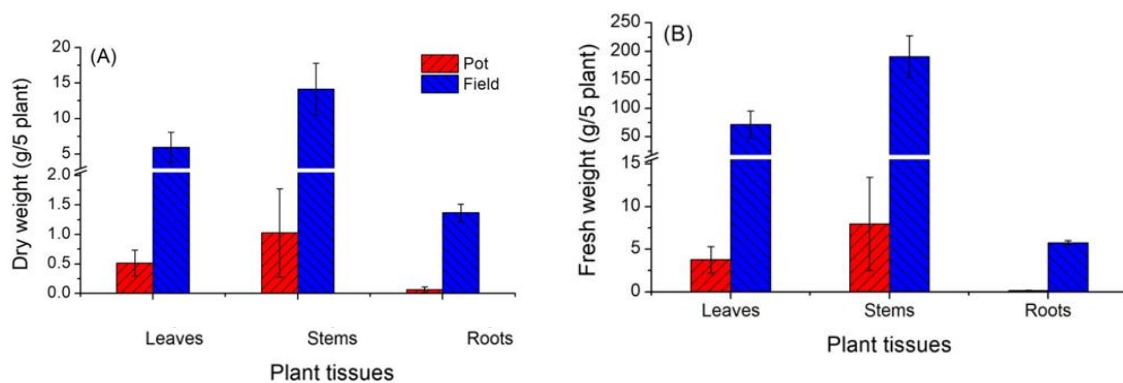 (A)
Pot
Field
Dry weight (g/5 plant)
20
15
10
5
2.0
1.5
1.0
0.5
0.0
Leaves Stems Roots
Plant tissues
(B)
Fresh weight (g/5 plant)
250
200
150
100
50
15
10
5
0
Leaves Stems Roots
Plant tissues